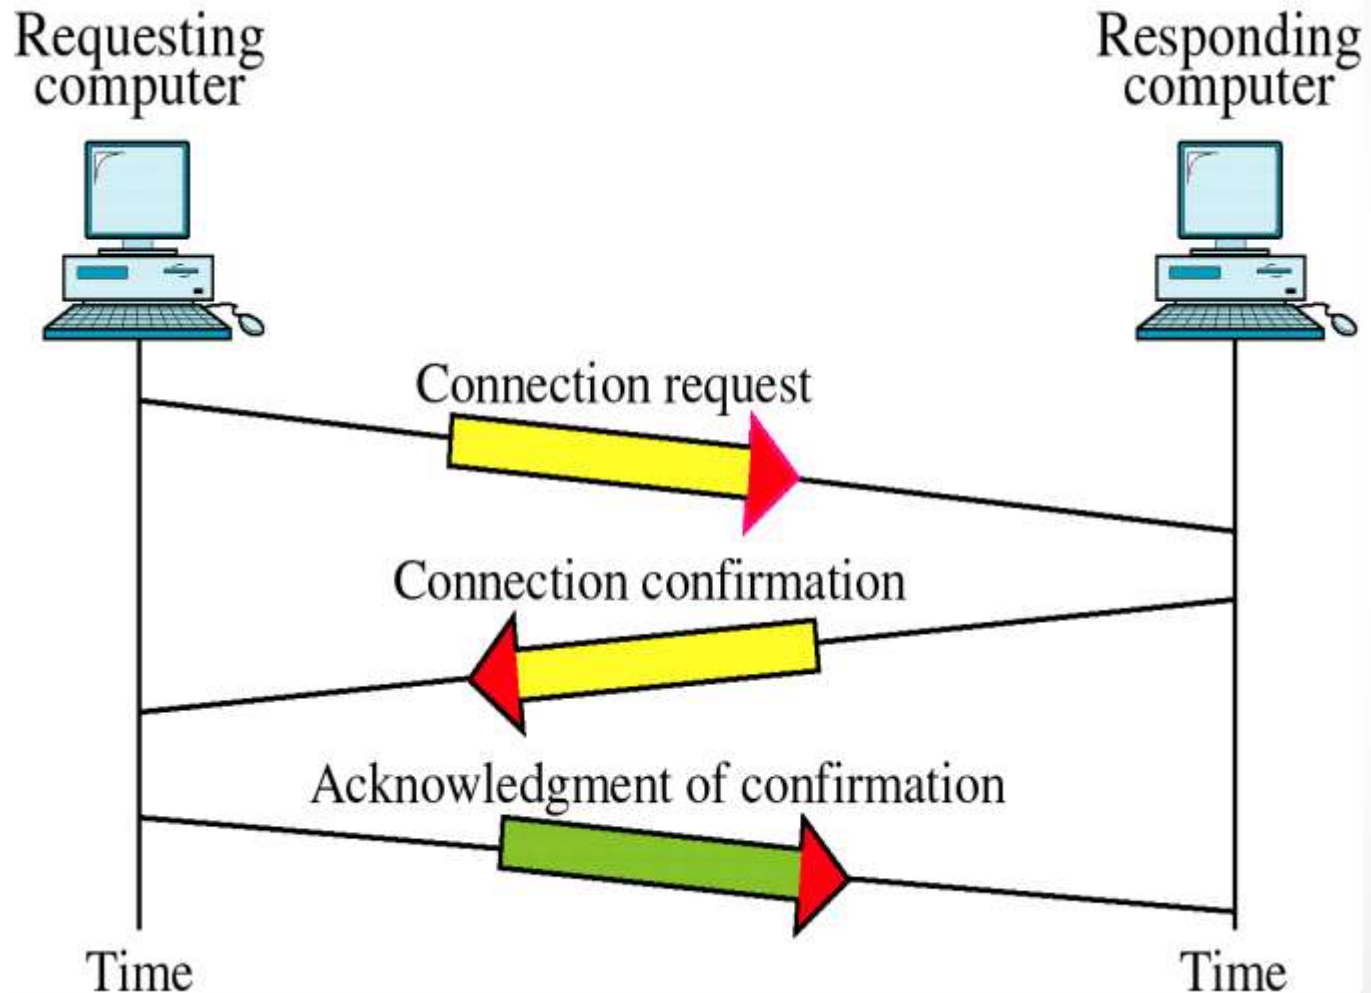 Requesting
computer
Responding
computer
Connection request
Connection confirmation
Acknowledgment of confirmation
Time
Time